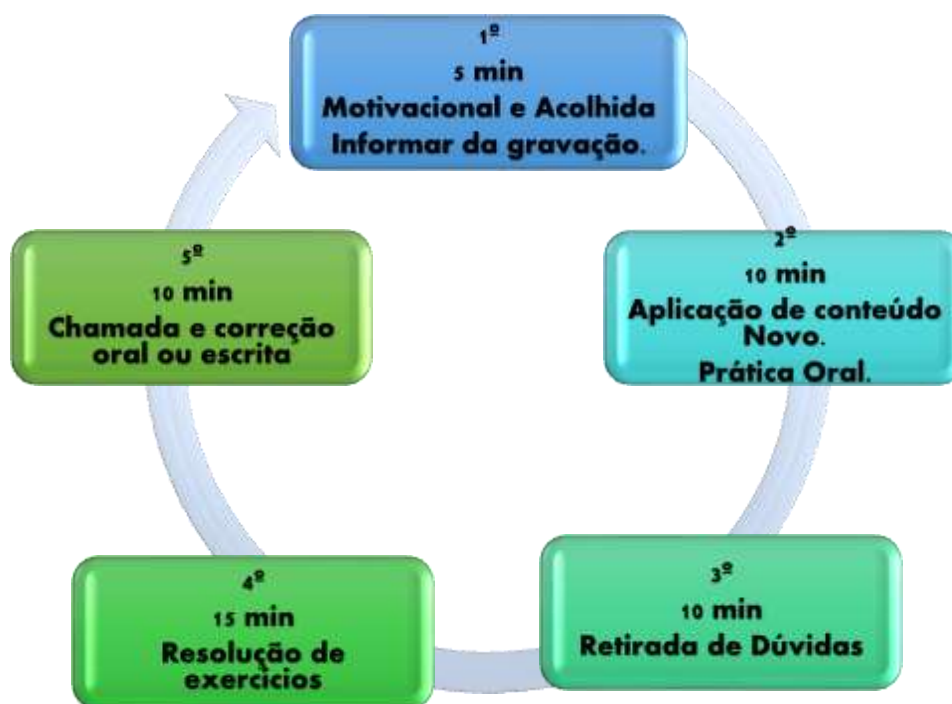 1º
5 min
Motivacional e Acolhida
Informar da gravação.
2º
10 min
Aplicação de conteúdo
Novo.
Prática Oral.
3º
10 min
Retirada de Dúvidas
4º
15 min
Resolução de
exercícios
5º
10 min
Chamada e correção
oral ou escrita